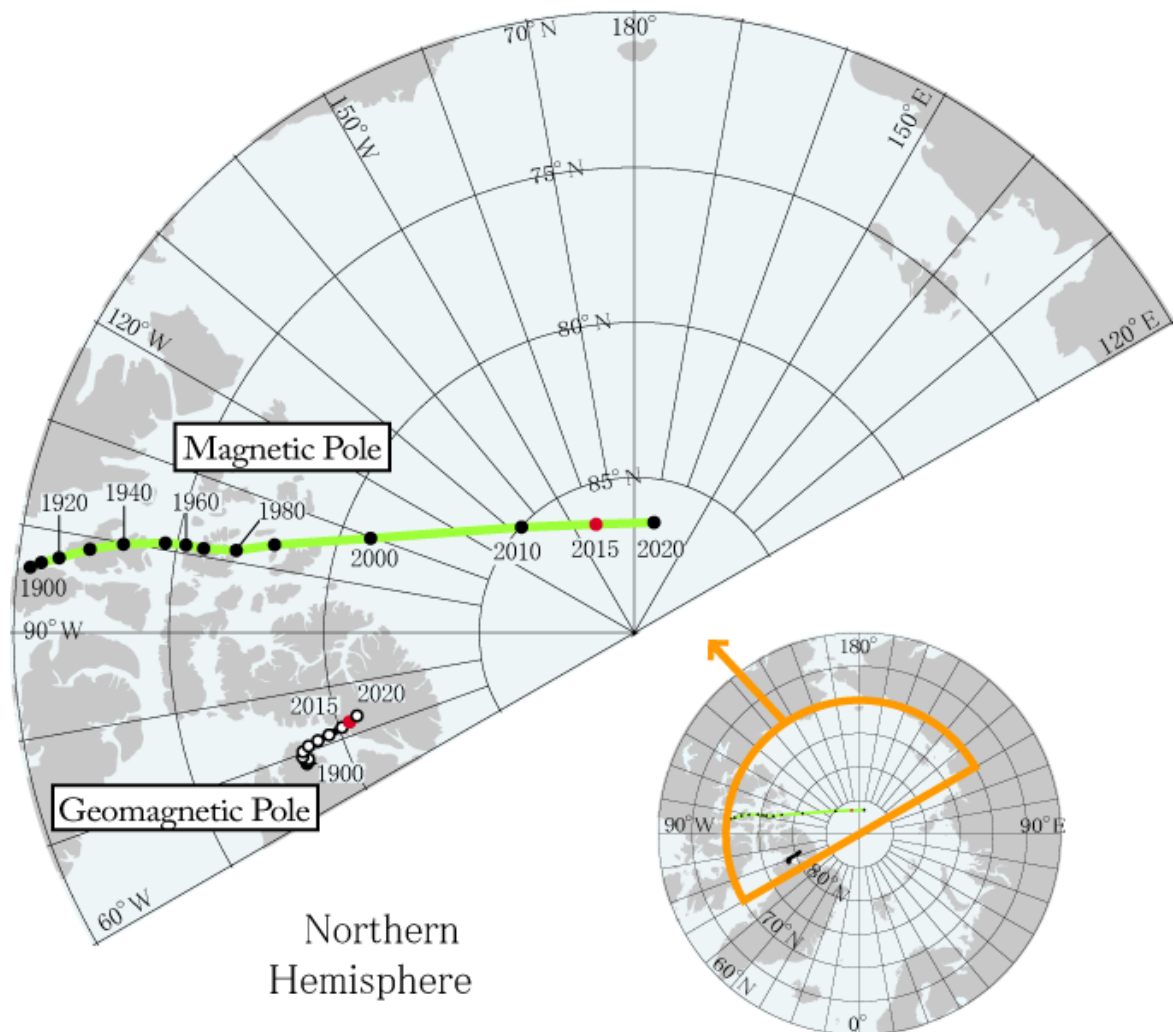 70°N
180°
150°W
150°E
75°N
120°W
80°N
120°E
Magnetic Pole
1920
1940
1960
1980
85°N
1900
2000
2010
2015
2020
90°W
2015
2020
1900
Geomagnetic Pole
60°W
Northern
Hemisphere
180°
90°W
90°E
80°N
70°N
60°N
0°